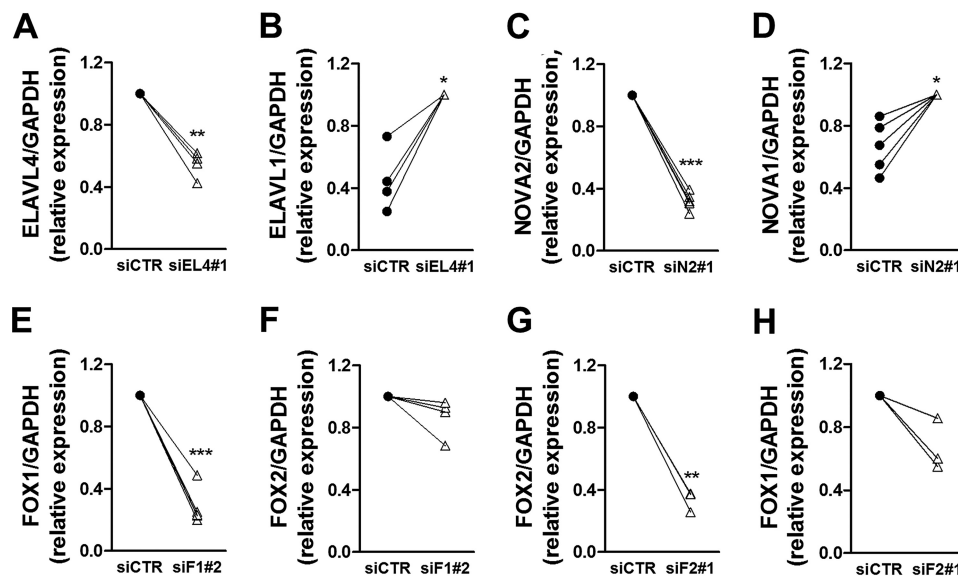 A
ELAVL4/GAPDH
(relative expression)
1.2
0.8
0.4
0.0
**
siCTR siEL4#1
B
ELAVL1/GAPDH
(relative expression)
1.2
0.8
0.4
0.0
*
siCTR siEL4#1
C
NOVA2/GAPDH
(relative expression,
1.2
0.8
0.4
0.0
***
siCTR siN2#1
D
NOVA1/GAPDH
(relative expression)
1.2
0.8
0.4
0.0
*
siCTR siN2#1
E
FOX1/GAPDH
(relative expression)
1.2
0.8
0.4
0.0
***
siCTR siF1#2
F
FOX2/GAPDH
(relative expression)
1.2
0.8
0.4
0.0
siCTR siF1#2
G
FOX2/GAPDH
(relative expression)
1.2
0.8
0.4
0.0
**
siCTR siF2#1
H
FOX1/GAPDH
(relative expression)
1.2
0.8
0.4
0.0
siCTR siF2#1